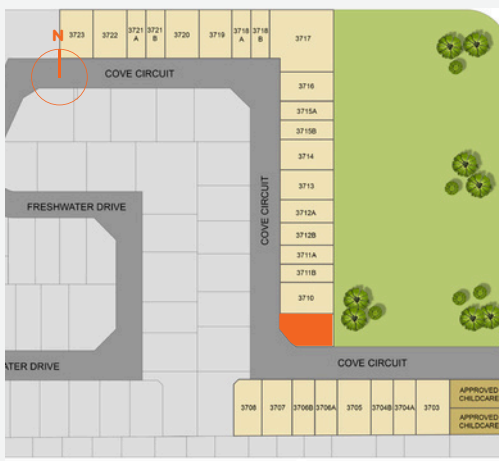 N
3723
3722
3721
A
3721
B
3720
3719
3718
A
3718
B
3717
COVE CIRCUIT
3716
3715A
3715B
3714
3713
COVE CIRCUIT
3712A
FRESHWATER DRIVE
3712B
3711A
3711B
3710
COVE CIRCUIT
ATER DRIVE
3708
3707
3706B
3706A
3705
3704B
3704A
3703
APPROVED
CHILDCARE
APPROVED
CHILDCARE